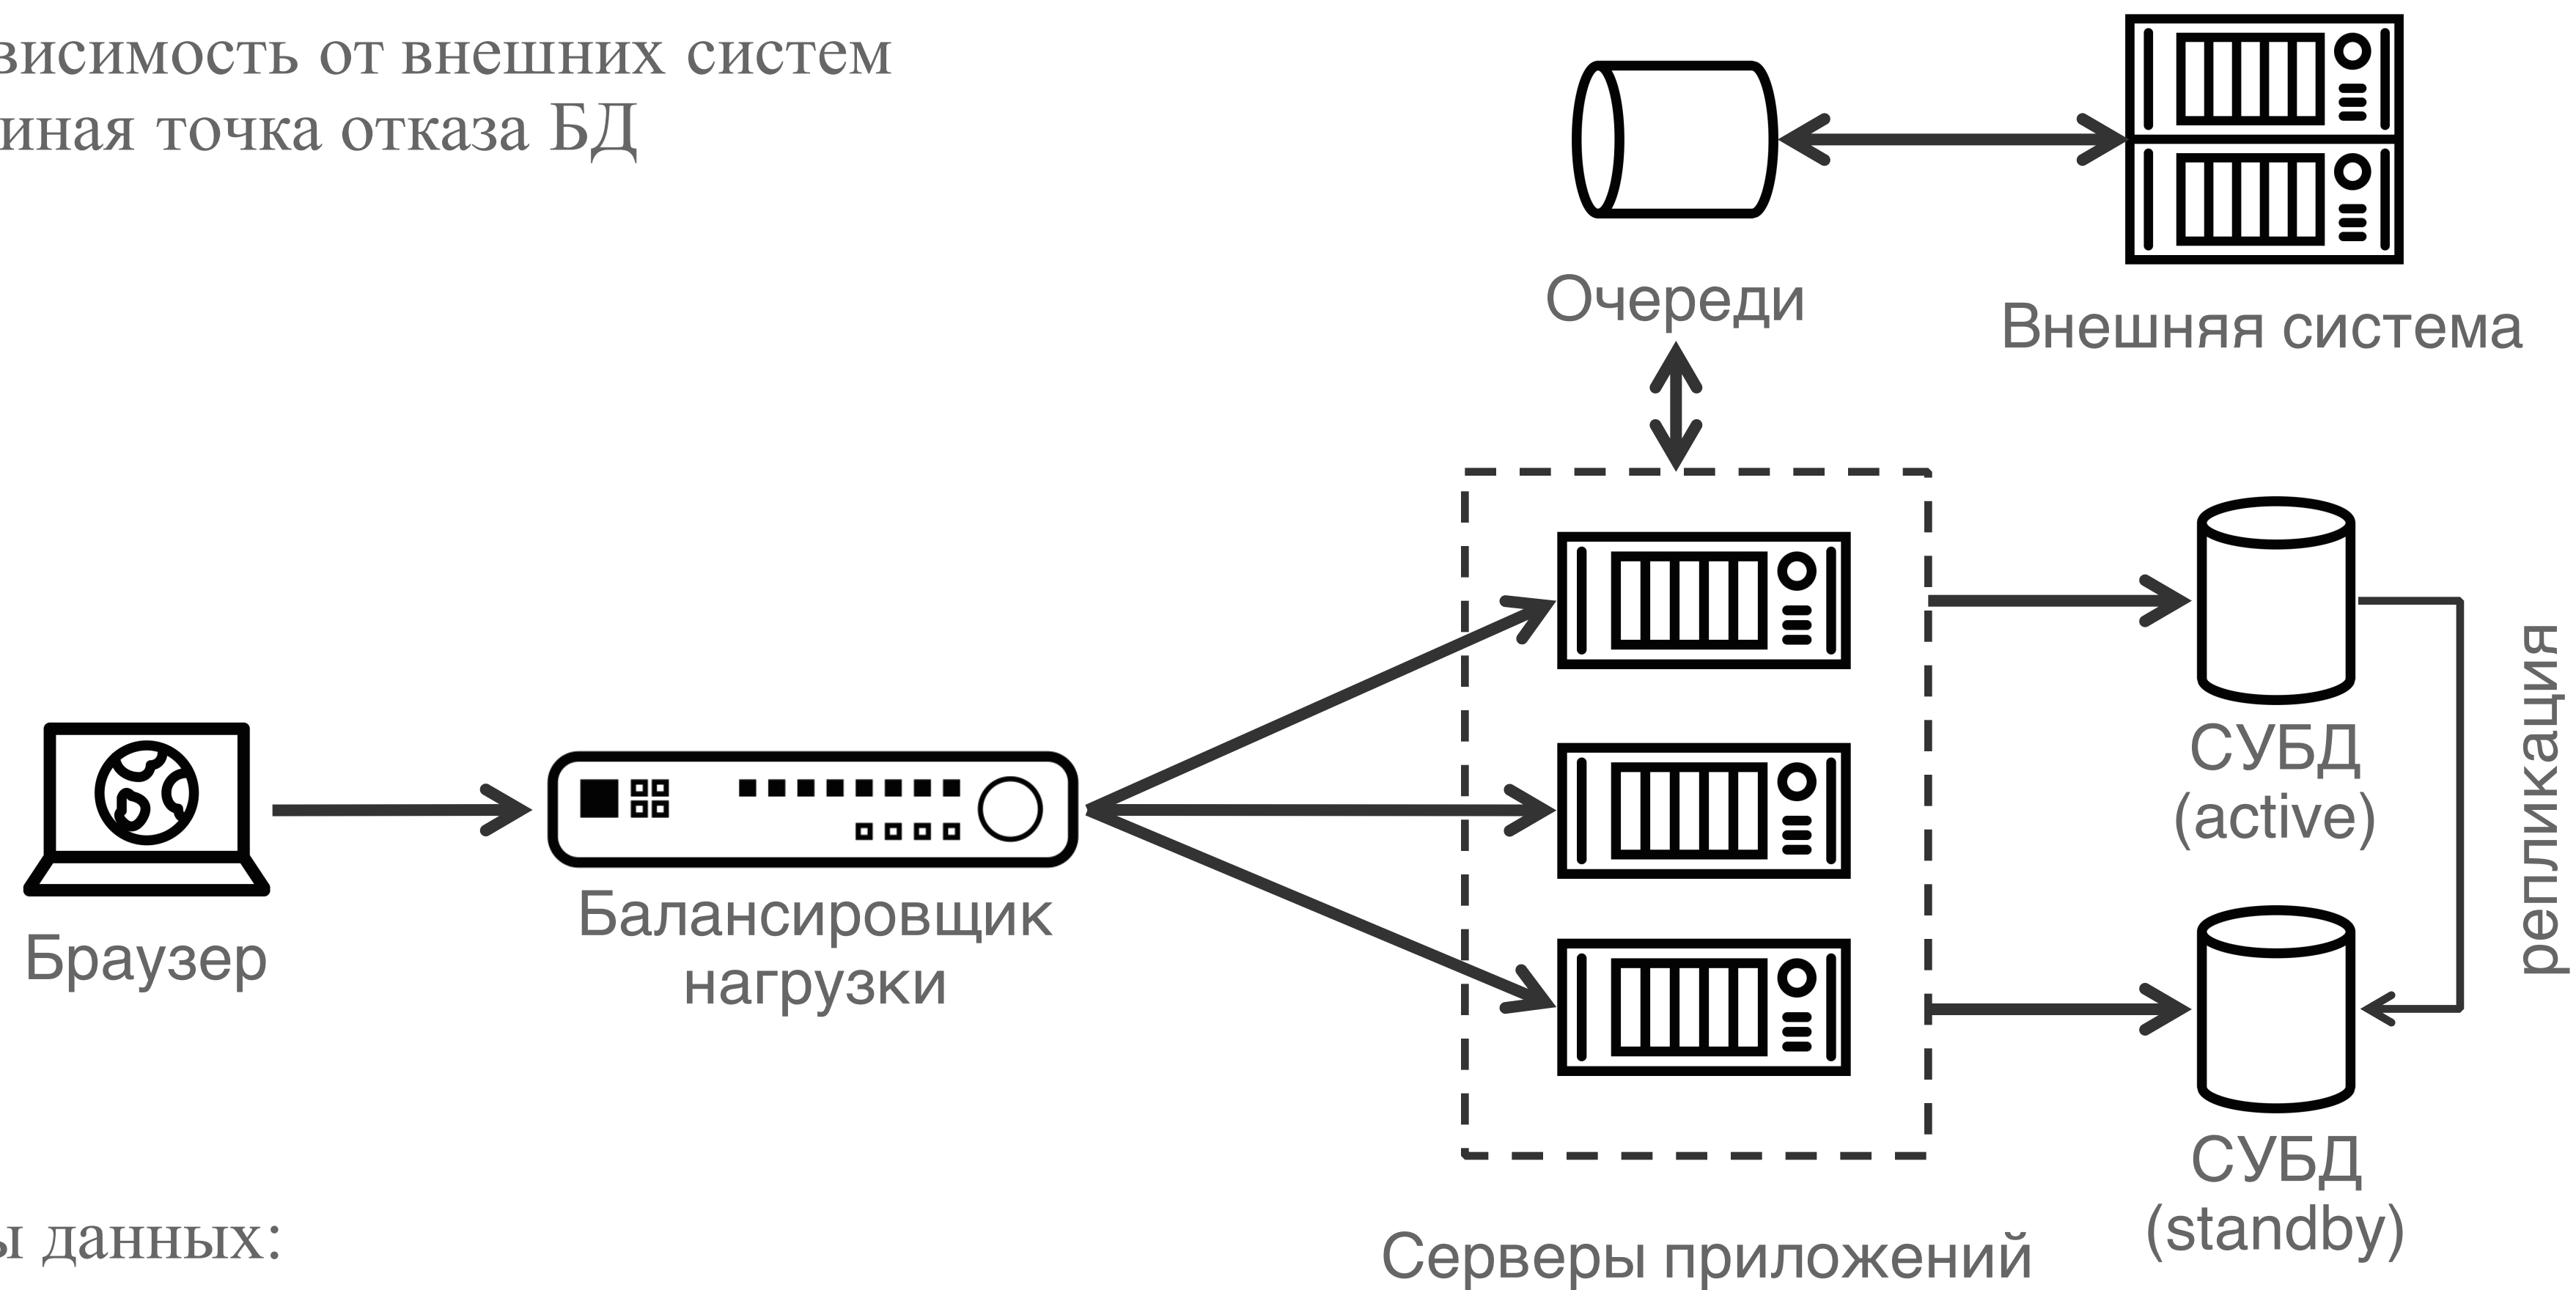 висимость от внешних систем
иная точка отказа БД
Очереди
Внешняя система
репликация
СУБД
(active)
Браузер
Балансировщик
нагрузки
СУБД
(standby)
Серверы приложений
ы данных: